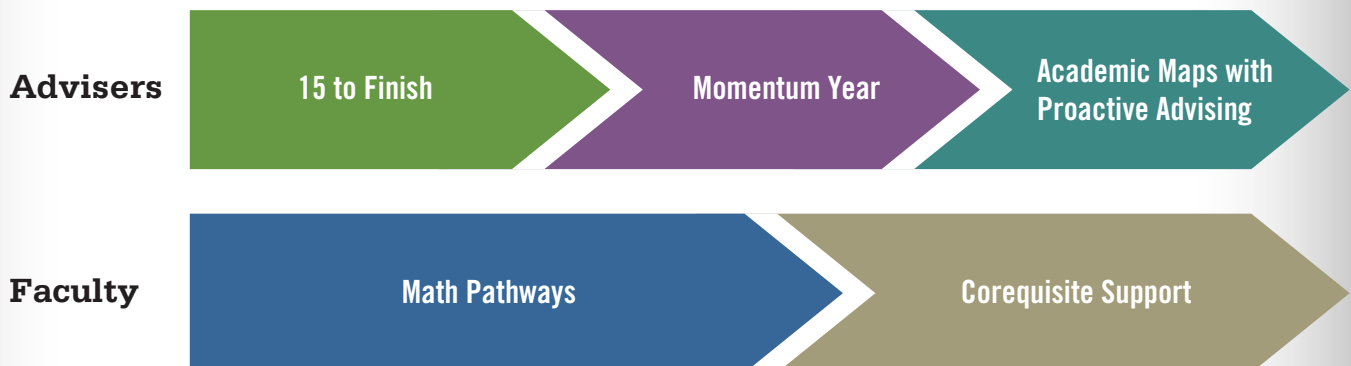 Advisers
15 to Finish
Momentum Year
Academic Maps with
Proactive Advising
Faculty
Math Pathways
Corequisite Support